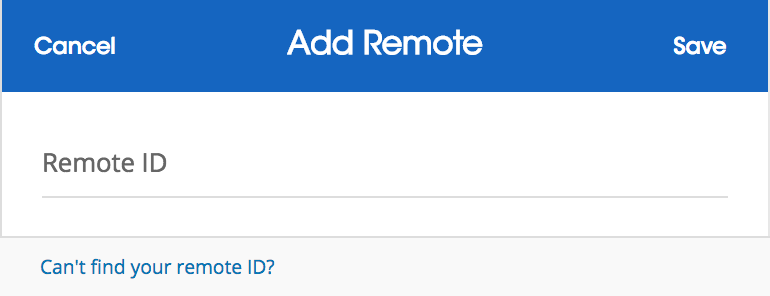 Cancel Add Remote Save
Remote ID
Can't find your remote ID?